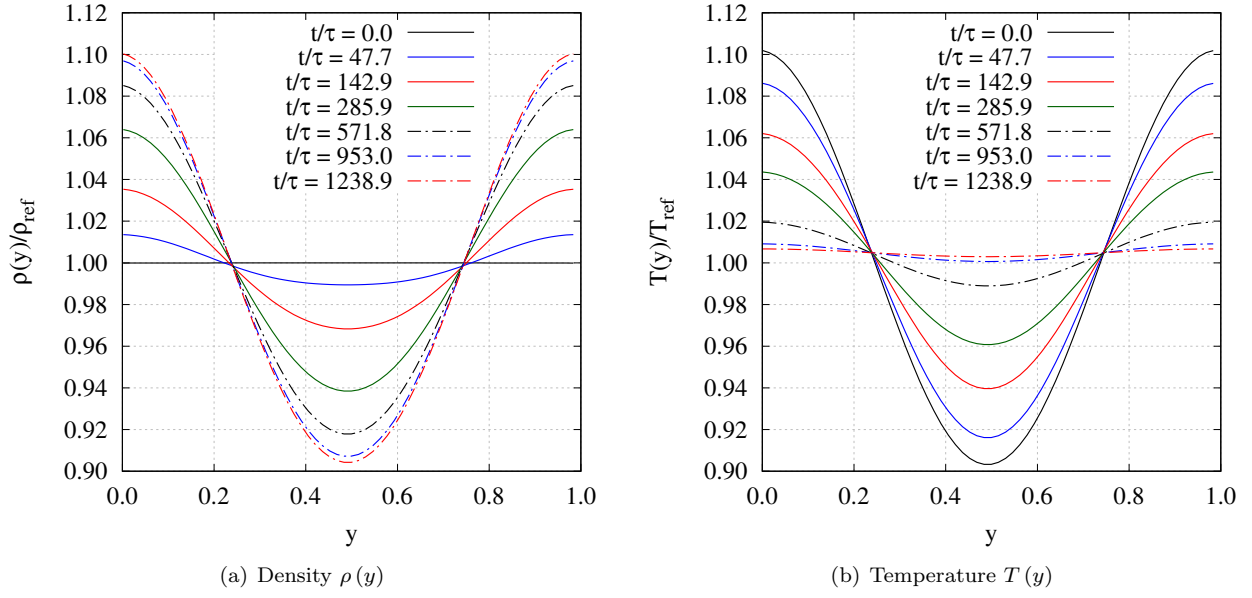 1.12
1.10
1.08
1.06
1.04
1.02
1.00
0.98
0.96
0.94
0.92
0.90
0.0 0.2 0.4 0.6 0.8 1.0
ρ(y)/ρref
y
t/τ = 0.0
t/τ = 47.7
t/τ = 142.9
t/τ = 285.9
t/τ = 571.8
t/τ = 953.0
t/τ = 1238.9
(a) Density ρ (y)
1.12
1.10
1.08
1.06
1.04
1.02
1.00
0.98
0.96
0.94
0.92
0.90
0.0 0.2 0.4 0.6 0.8 1.0
T(y)/Tref
y
t/τ = 0.0
t/τ = 47.7
t/τ = 142.9
t/τ = 285.9
t/τ = 571.8
t/τ = 953.0
t/τ = 1238.9
(b) Temperature T (y)